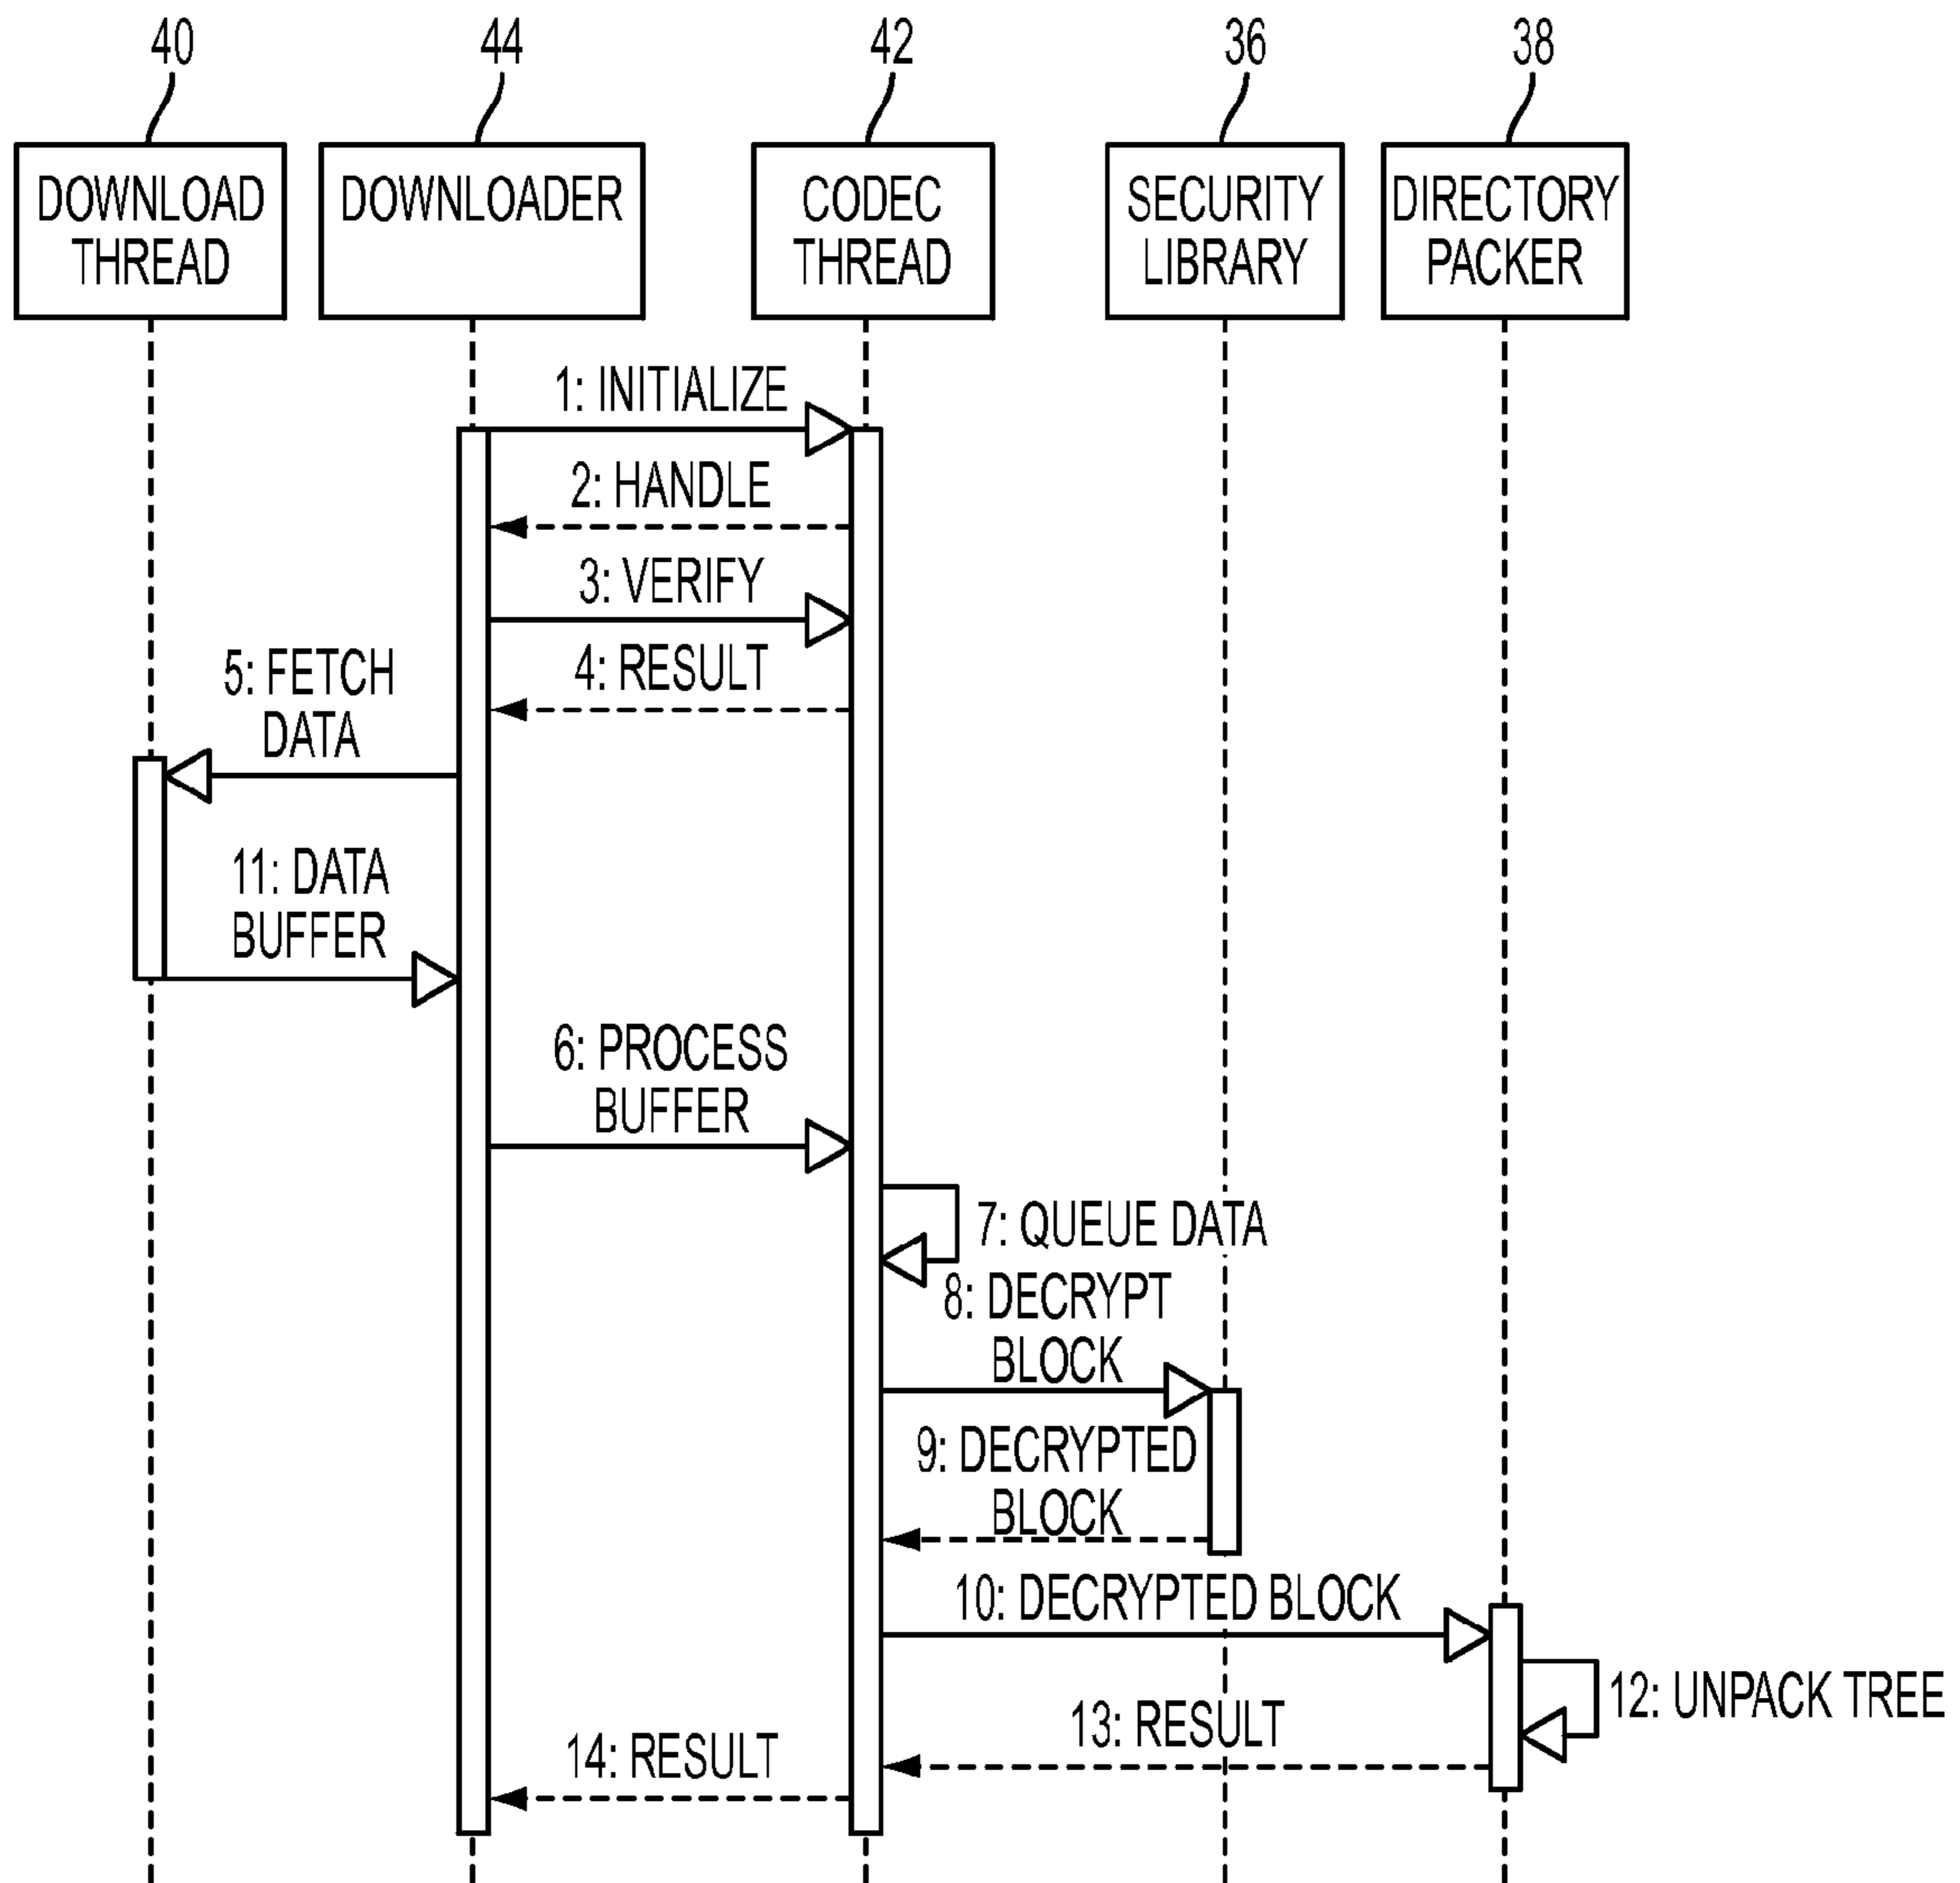 40
44
42
36
38
DOWNLOAD
THREAD
DOWNLOADER
CODEC
THREAD
SECURITY
LIBRARY
DIRECTORY
PACKER
1: INITIALIZE
2: HANDLE
3: VERIFY
4: RESULT
5: FETCH
DATA
11: DATA
BUFFER
6: PROCESS
BUFFER
7: QUEUE DATA
8: DECRYPT
BLOCK
9: DECRYPTED
BLOCK
10: DECRYPTED BLOCK
12: UNPACK TREE
13: RESULT
14: RESULT